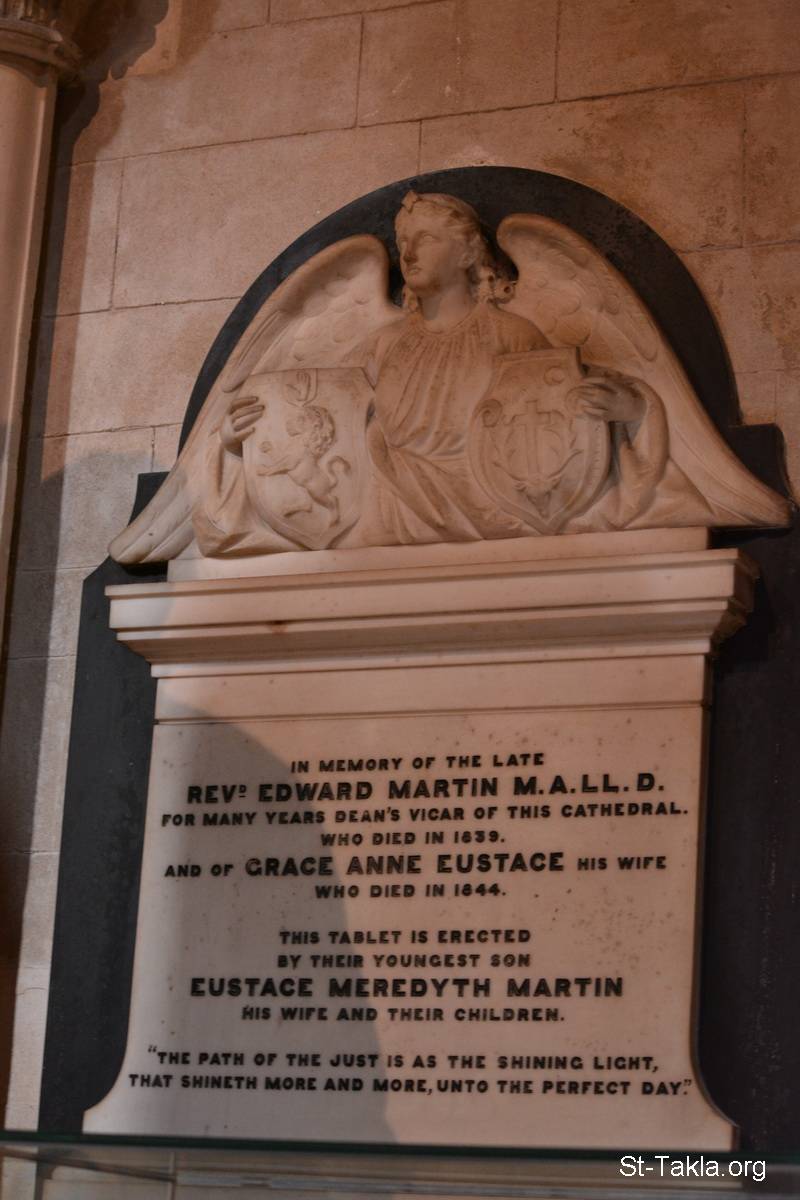 IN MEMORY OF THE LATE
REVD EDWARD MARTIN M.A. LL. D.
FOR MANY YEARS DEAN'S VICAR OF THIS CATHEDRAL.
WHO DIED IN 1839.
AND OF GRACE ANNE EUSTACE HIS WIFE
WHO DIED IN 1844.
THIS TABLET IS ERECTED
BY THEIR YOUNGEST SON
EUSTACE MEREDYTH MARTIN
HIS WIFE AND THEIR CHILDREN.
"THE PATH OF THE JUST IS AS THE SHINING LIGHT,
THAT SHINETH MORE AND MORE, UNTO THE PERFECT DAY."
St-Takla.org